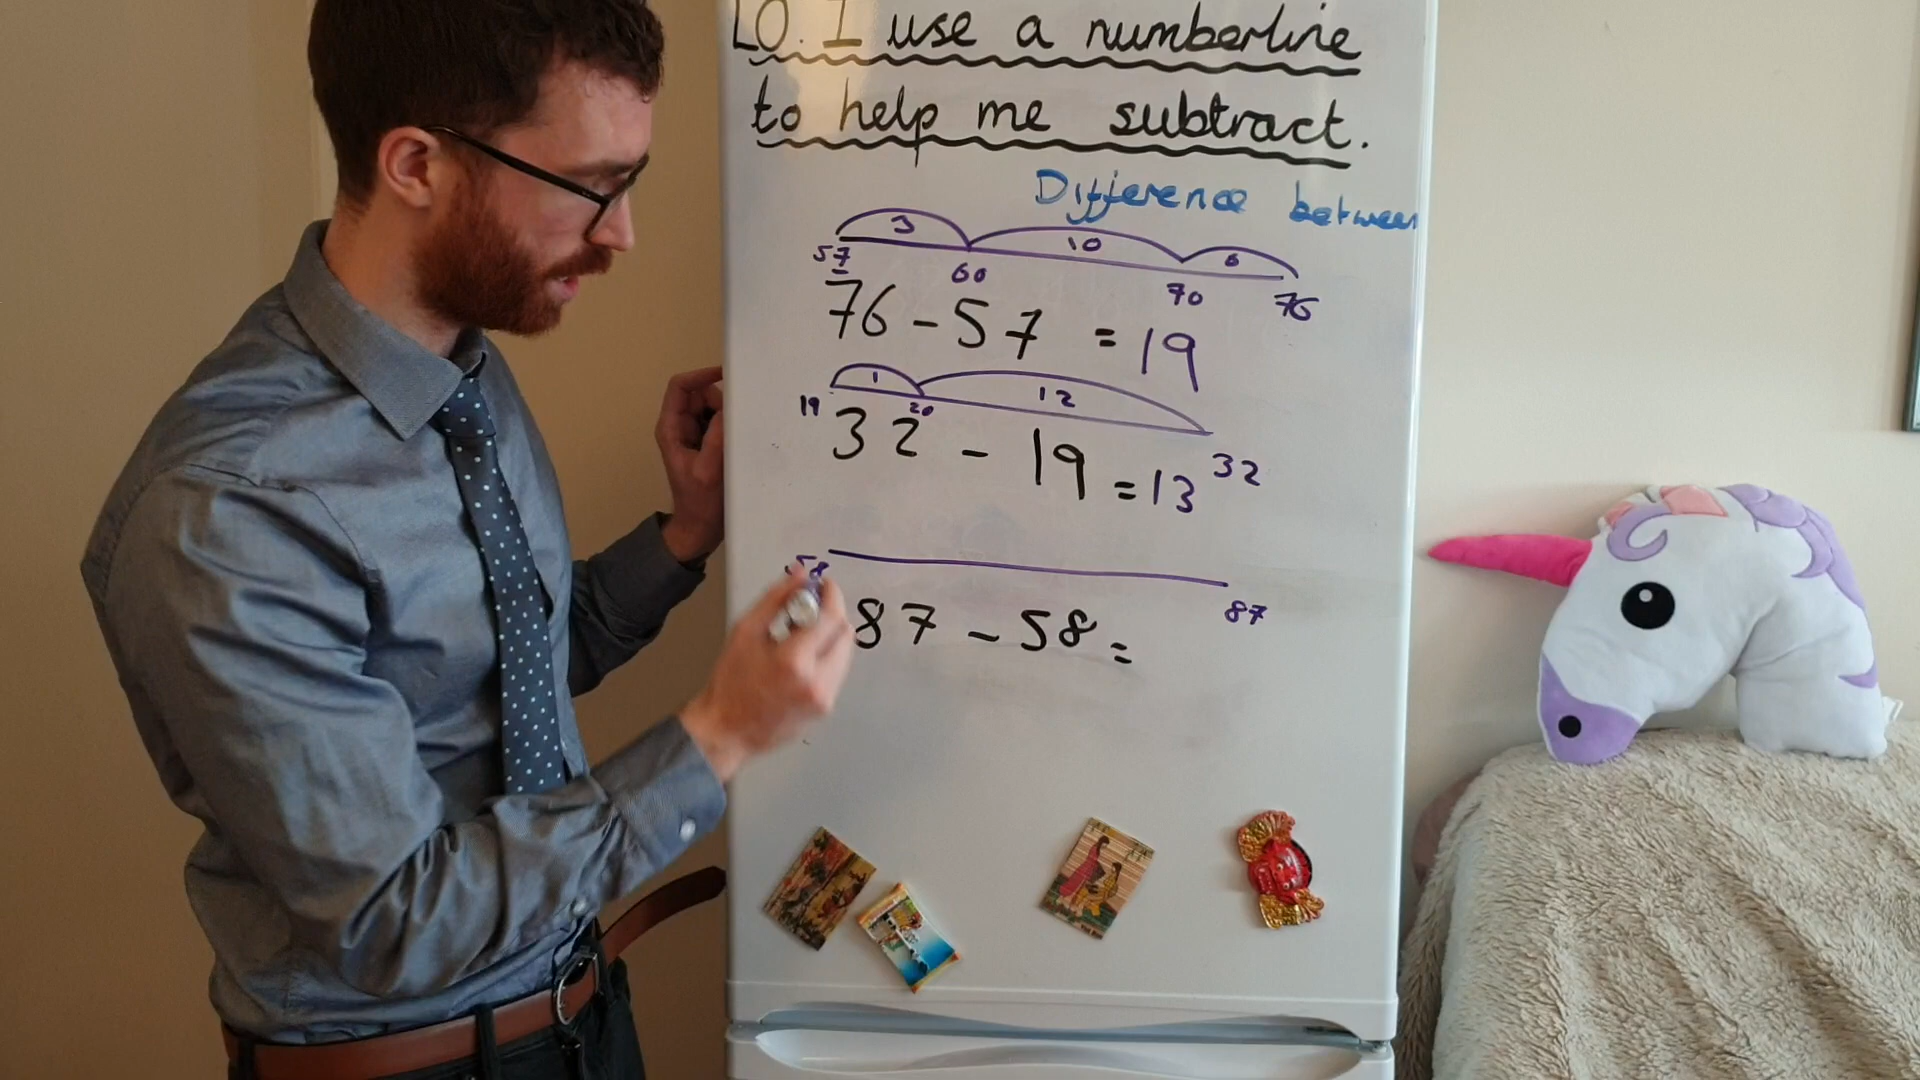 LO. I use a numberline
to help me subtract.
Difference between
3 10 6
57 60 70 76
76 - 57 = 19
1 12
19 20 32
32 - 19 = 13
58 87
87 - 58 =